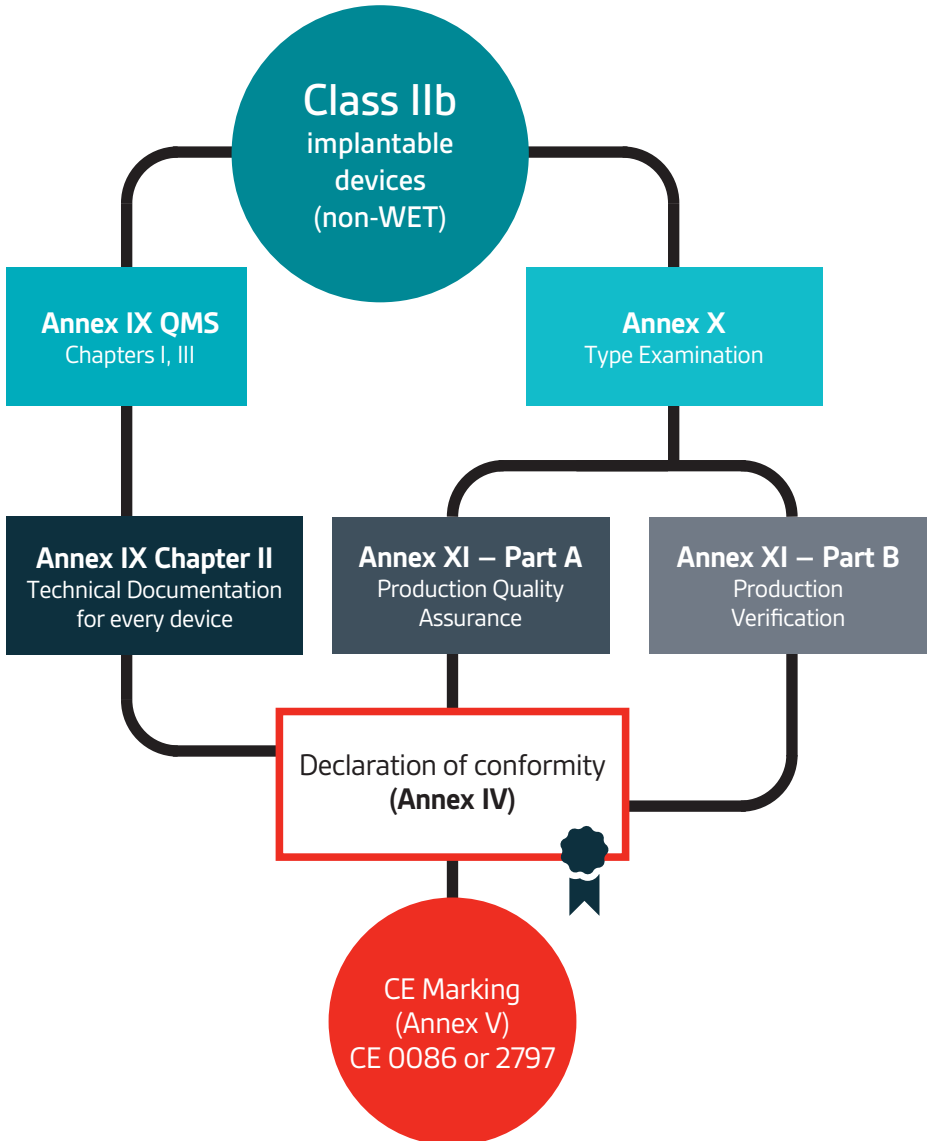 Class IIb
implantable
devices
(non-WET)
Annex IX QMS
Chapters I, III
Annex X
Type Examination
Annex IX Chapter II
Technical Documentation
for every device
Annex XI – Part A
Production Quality
Assurance
Annex XI – Part B
Production
Verification
Declaration of conformity
(Annex IV)
CE Marking
(Annex V)
CE 0086 or 2797